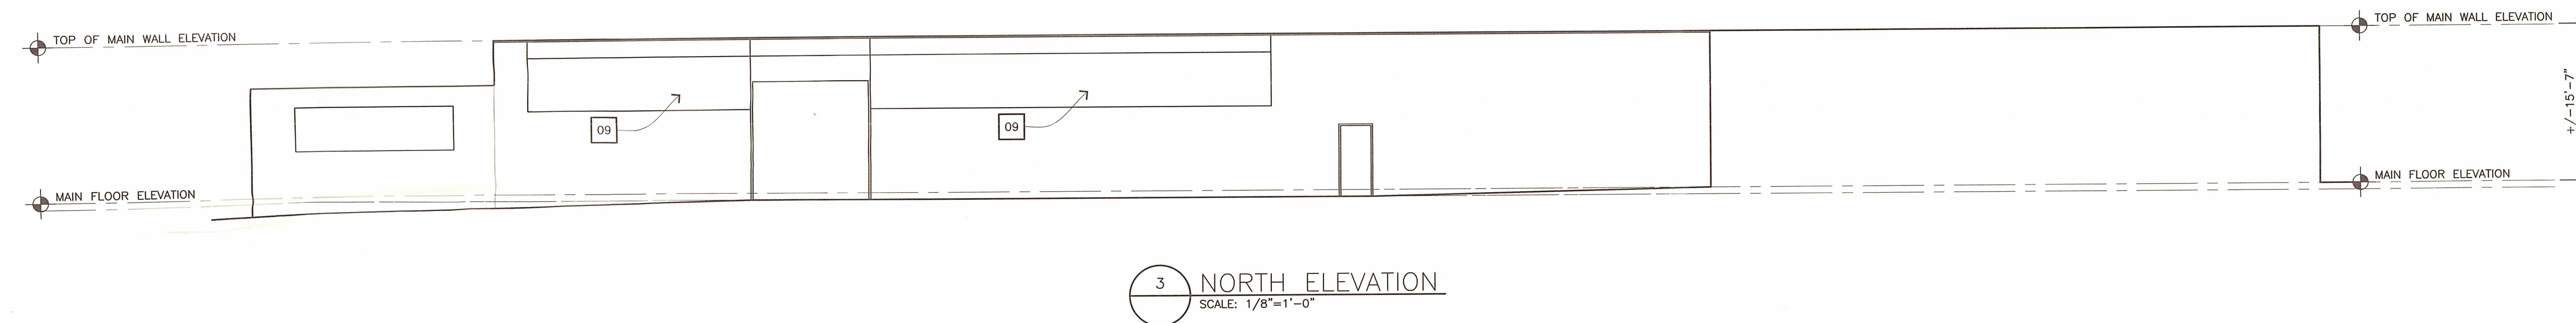 TOP OF MAIN WALL ELEVATION
TOP OF MAIN WALL ELEVATION
+/-15'-7"
09
09
MAIN FLOOR ELEVATION
MAIN FLOOR ELEVATION
3
NORTH ELEVATION
SCALE: 1/8"=1'-0"